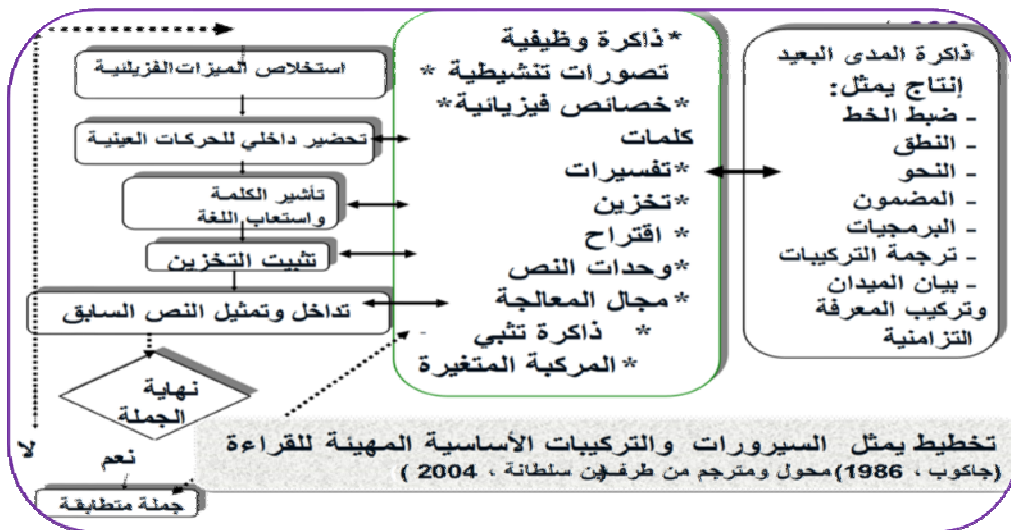 ذاكرة المدى البعيد
إنتاج يمثل:
- ضبط الخط
- النطق
- النحو
- المضمون
- البرمجيات
- ترجمة التركيبات
- بيان الميدان
وتركيب المعرفة
التزامنية
*ذاكرة وظيفية
تصورات تنشيطية *
*خصائص فيزيائية*
كلمات
*تفسيرات
*تخزين
* اقتراح
*وحدات النص
* مجال المعالجة
* ذاكرة تثبي
*المركبة المتغيرة
استخلاص الميزات الفزيلئية
تحضير داخلي للحركات العينية
تأشير الكلمة
واستعاب اللغة
تثبيت التخزين
تداخل وتمثيل النص السابق
نهاية
الجملة
لا
نعم
جملة متطابقة
تخطيط يمثل السيرورات والتركيبات الأساسية المهيئة للقراءة
(جاكوب ، 1986) محول ومترجم من طرف(بن سلطانة ، 2004 )